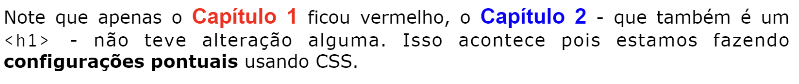 Note que apenas o Capítulo 1 ficou vermelho, o Capítulo 2 - que também é um
<h1> - não teve alteração alguma. Isso acontece pois estamos fazendo
configurações pontuais usando CSS.